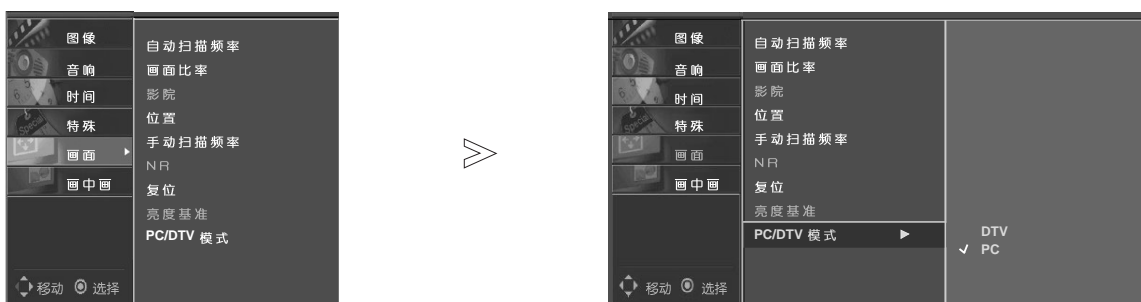 图像
音响
时间
特殊
画面
画中画
移动 选择
自动扫描频率
画面比率
影院
位置
手动扫描频率
NR
复位
亮度基准
PC/DTV 模式
图像
音响
时间
特殊
画面
画中画
移动 选择
自动扫描频率
画面比率
影院
位置
手动扫描频率
NR
复位
亮度基准
PC/DTV 模式
DTV
PC